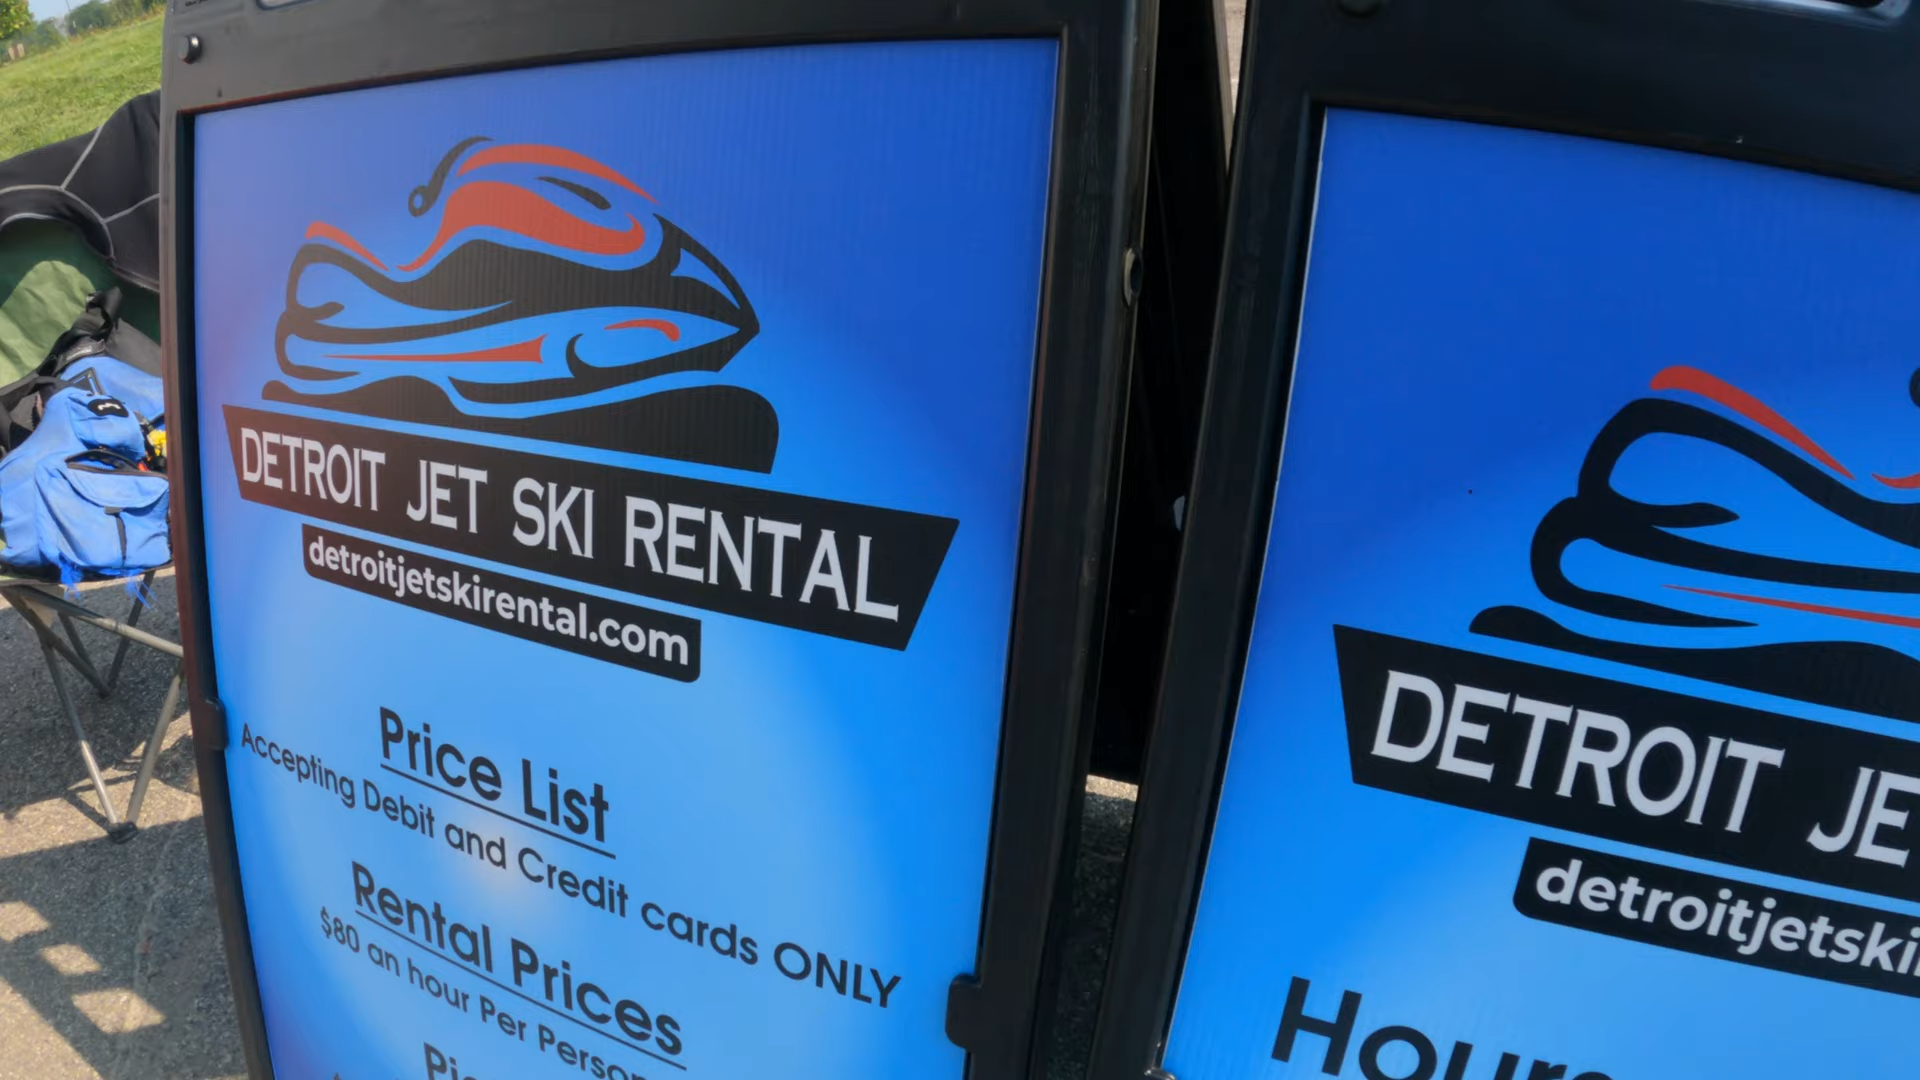 DETROIT JET SKI RENTAL
detroitjetskirental.com
Price List
Accepting Debit and Credit cards ONLY
Rental Prices
$80 an hour Per Person
DETROIT JE
detroitjetski
Hours